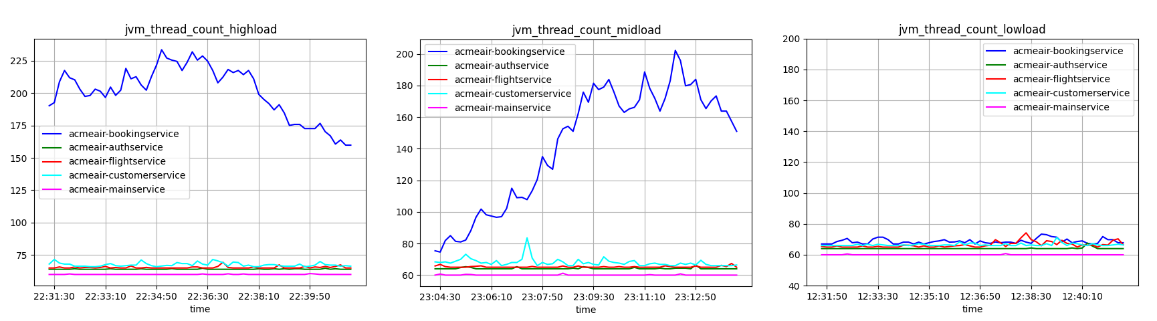 jvm_thread_count_highload
225
200
175
150
125
100
75
acmeair-bookingservice
acmeair-authservice
acmeair-flightservice
acmeair-customerservice
acmeair-mainservice
22:31:30 22:33:10 22:34:50 22:36:30 22:38:10 22:39:50
time
jvm_thread_count_midload
200
180
160
140
120
100
80
60
acmeair-bookingservice
acmeair-authservice
acmeair-flightservice
acmeair-customerservice
acmeair-mainservice
23:04:30 23:06:10 23:07:50 23:09:30 23:11:10 23:12:50
time
jvm_thread_count_lowload
200
180
160
140
120
100
80
60
40
acmeair-bookingservice
acmeair-authservice
acmeair-flightservice
acmeair-customerservice
acmeair-mainservice
12:31:50 12:33:30 12:35:10 12:36:50 12:38:30 12:40:10
time